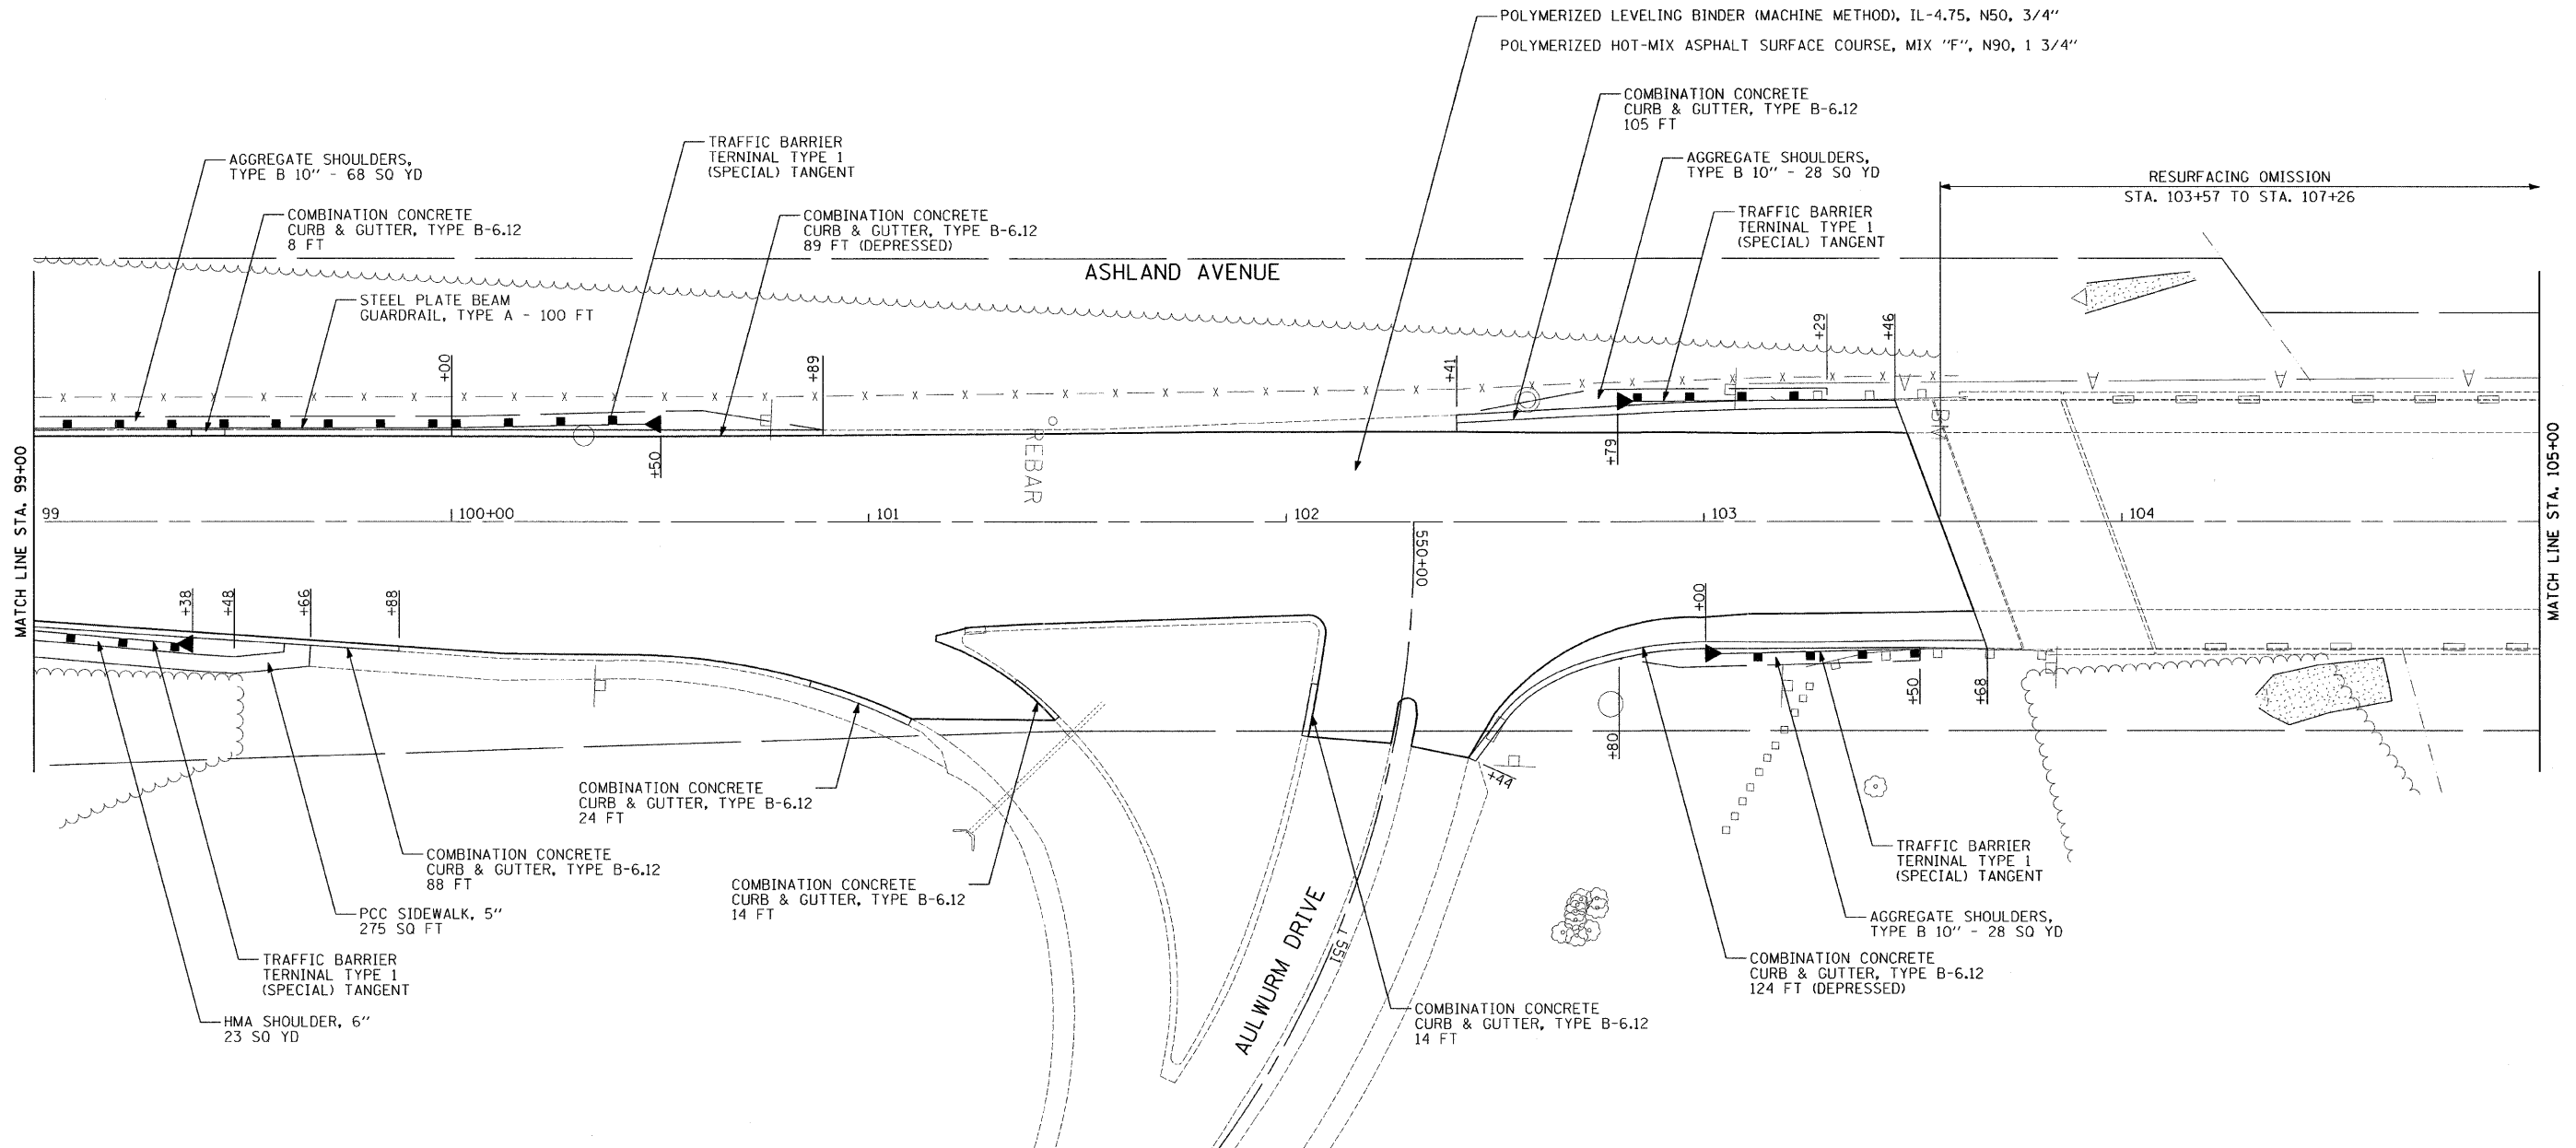 POLYMERIZED LEVELING BINDER (MACHINE METHOD), IL-4.75, N50, 3/4"
POLYMERIZED HOT-MIX ASPHALT SURFACE COURSE, MIX "F", N90, 1 3/4"
COMBINATION CONCRETE
CURB & GUTTER, TYPE B-6.12
105 FT
TRAFFIC BARRIER
TERNINAL TYPE 1
(SPECIAL) TANGENT
AGGREGATE SHOULDERS,
TYPE B 10" - 68 SQ YD
AGGREGATE SHOULDERS,
TYPE B 10" - 28 SQ YD
RESURFACING OMISSION
STA. 103+57 TO STA. 107+26
COMBINATION CONCRETE
CURB & GUTTER, TYPE B-6.12
8 FT
COMBINATION CONCRETE
CURB & GUTTER, TYPE B-6.12
89 FT (DEPRESSED)
TRAFFIC BARRIER
TERNINAL TYPE 1
(SPECIAL) TANGENT
ASHLAND AVENUE
STEEL PLATE BEAM
GUARDRAIL, TYPE A - 100 FT
+00
+89
+41
+29
+46
+50
+79
REBAR
BM
MATCH LINE STA. 99+00
MATCH LINE STA. 105+00
99
100+00
101
102
103
104
550+00
+38
+48
+66
+88
+00
+50
+68
+80
+44
COMBINATION CONCRETE
CURB & GUTTER, TYPE B-6.12
24 FT
COMBINATION CONCRETE
CURB & GUTTER, TYPE B-6.12
88 FT
COMBINATION CONCRETE
CURB & GUTTER, TYPE B-6.12
14 FT
PCC SIDEWALK, 5"
275 SQ FT
TRAFFIC BARRIER
TERNINAL TYPE 1
(SPECIAL) TANGENT
HMA SHOULDER, 6"
23 SQ YD
AULWURM DRIVE
551
TRAFFIC BARRIER
TERNINAL TYPE 1
(SPECIAL) TANGENT
AGGREGATE SHOULDERS,
TYPE B 10" - 28 SQ YD
COMBINATION CONCRETE
CURB & GUTTER, TYPE B-6.12
124 FT (DEPRESSED)
COMBINATION CONCRETE
CURB & GUTTER, TYPE B-6.12
14 FT